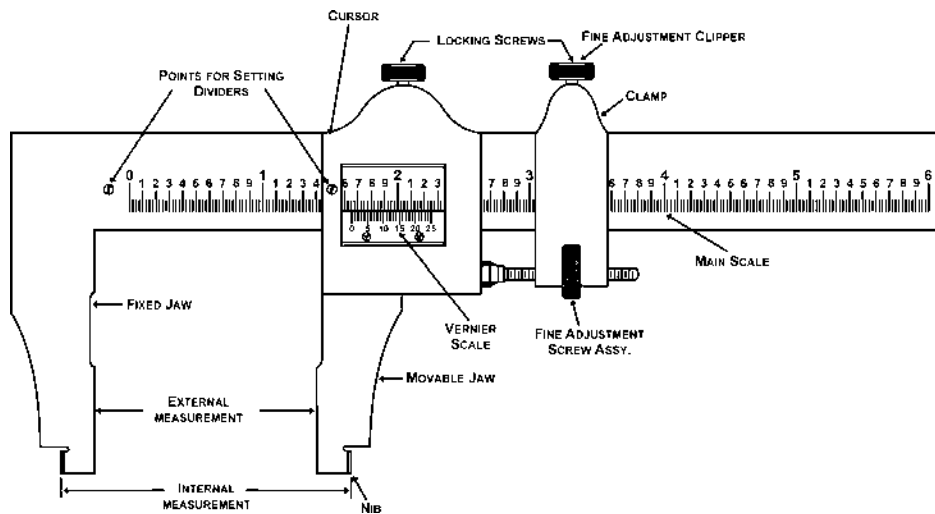 CURSOR
LOCKING SCREWS
FINE ADJUSTMENT CLIPPER
POINTS FOR SETTING
DIVIDERS
CLAMP
0 1 2 3 4 5 6 7 8 9 1 1 2 3 4 6 7 8 9 2 1 2 3 7 8 9 3 6 7 8 9 4 1 2 3 4 5 6 7 8 9 5 1 2 3 4 5 6 7 8 9 6
0 5 10 15 20 25
MAIN SCALE
FIXED JAW
VERNIER
SCALE
FINE ADJUSTMENT
SCREW ASSY.
MOVABLE JAW
EXTERNAL
MEASUREMENT
INTERNAL
MEASUREMENT
NIB